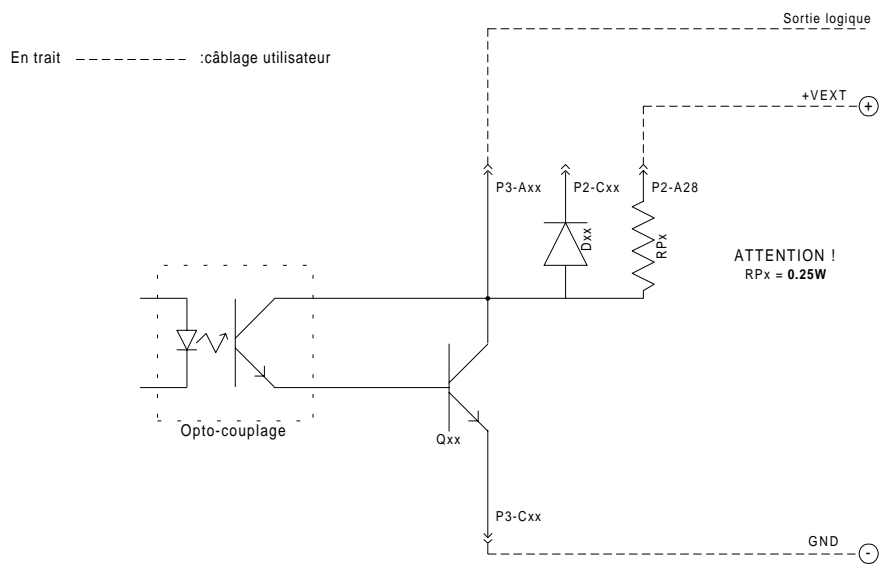 Sortie logique
En trait :câblage utilisateur
+VEXT
+
P3-Axx
P2-Cxx
P2-A28
Dxx
RPx
ATTENTION !
RPx = 0.25W
Opto-couplage
Qxx
P3-Cxx
GND
-